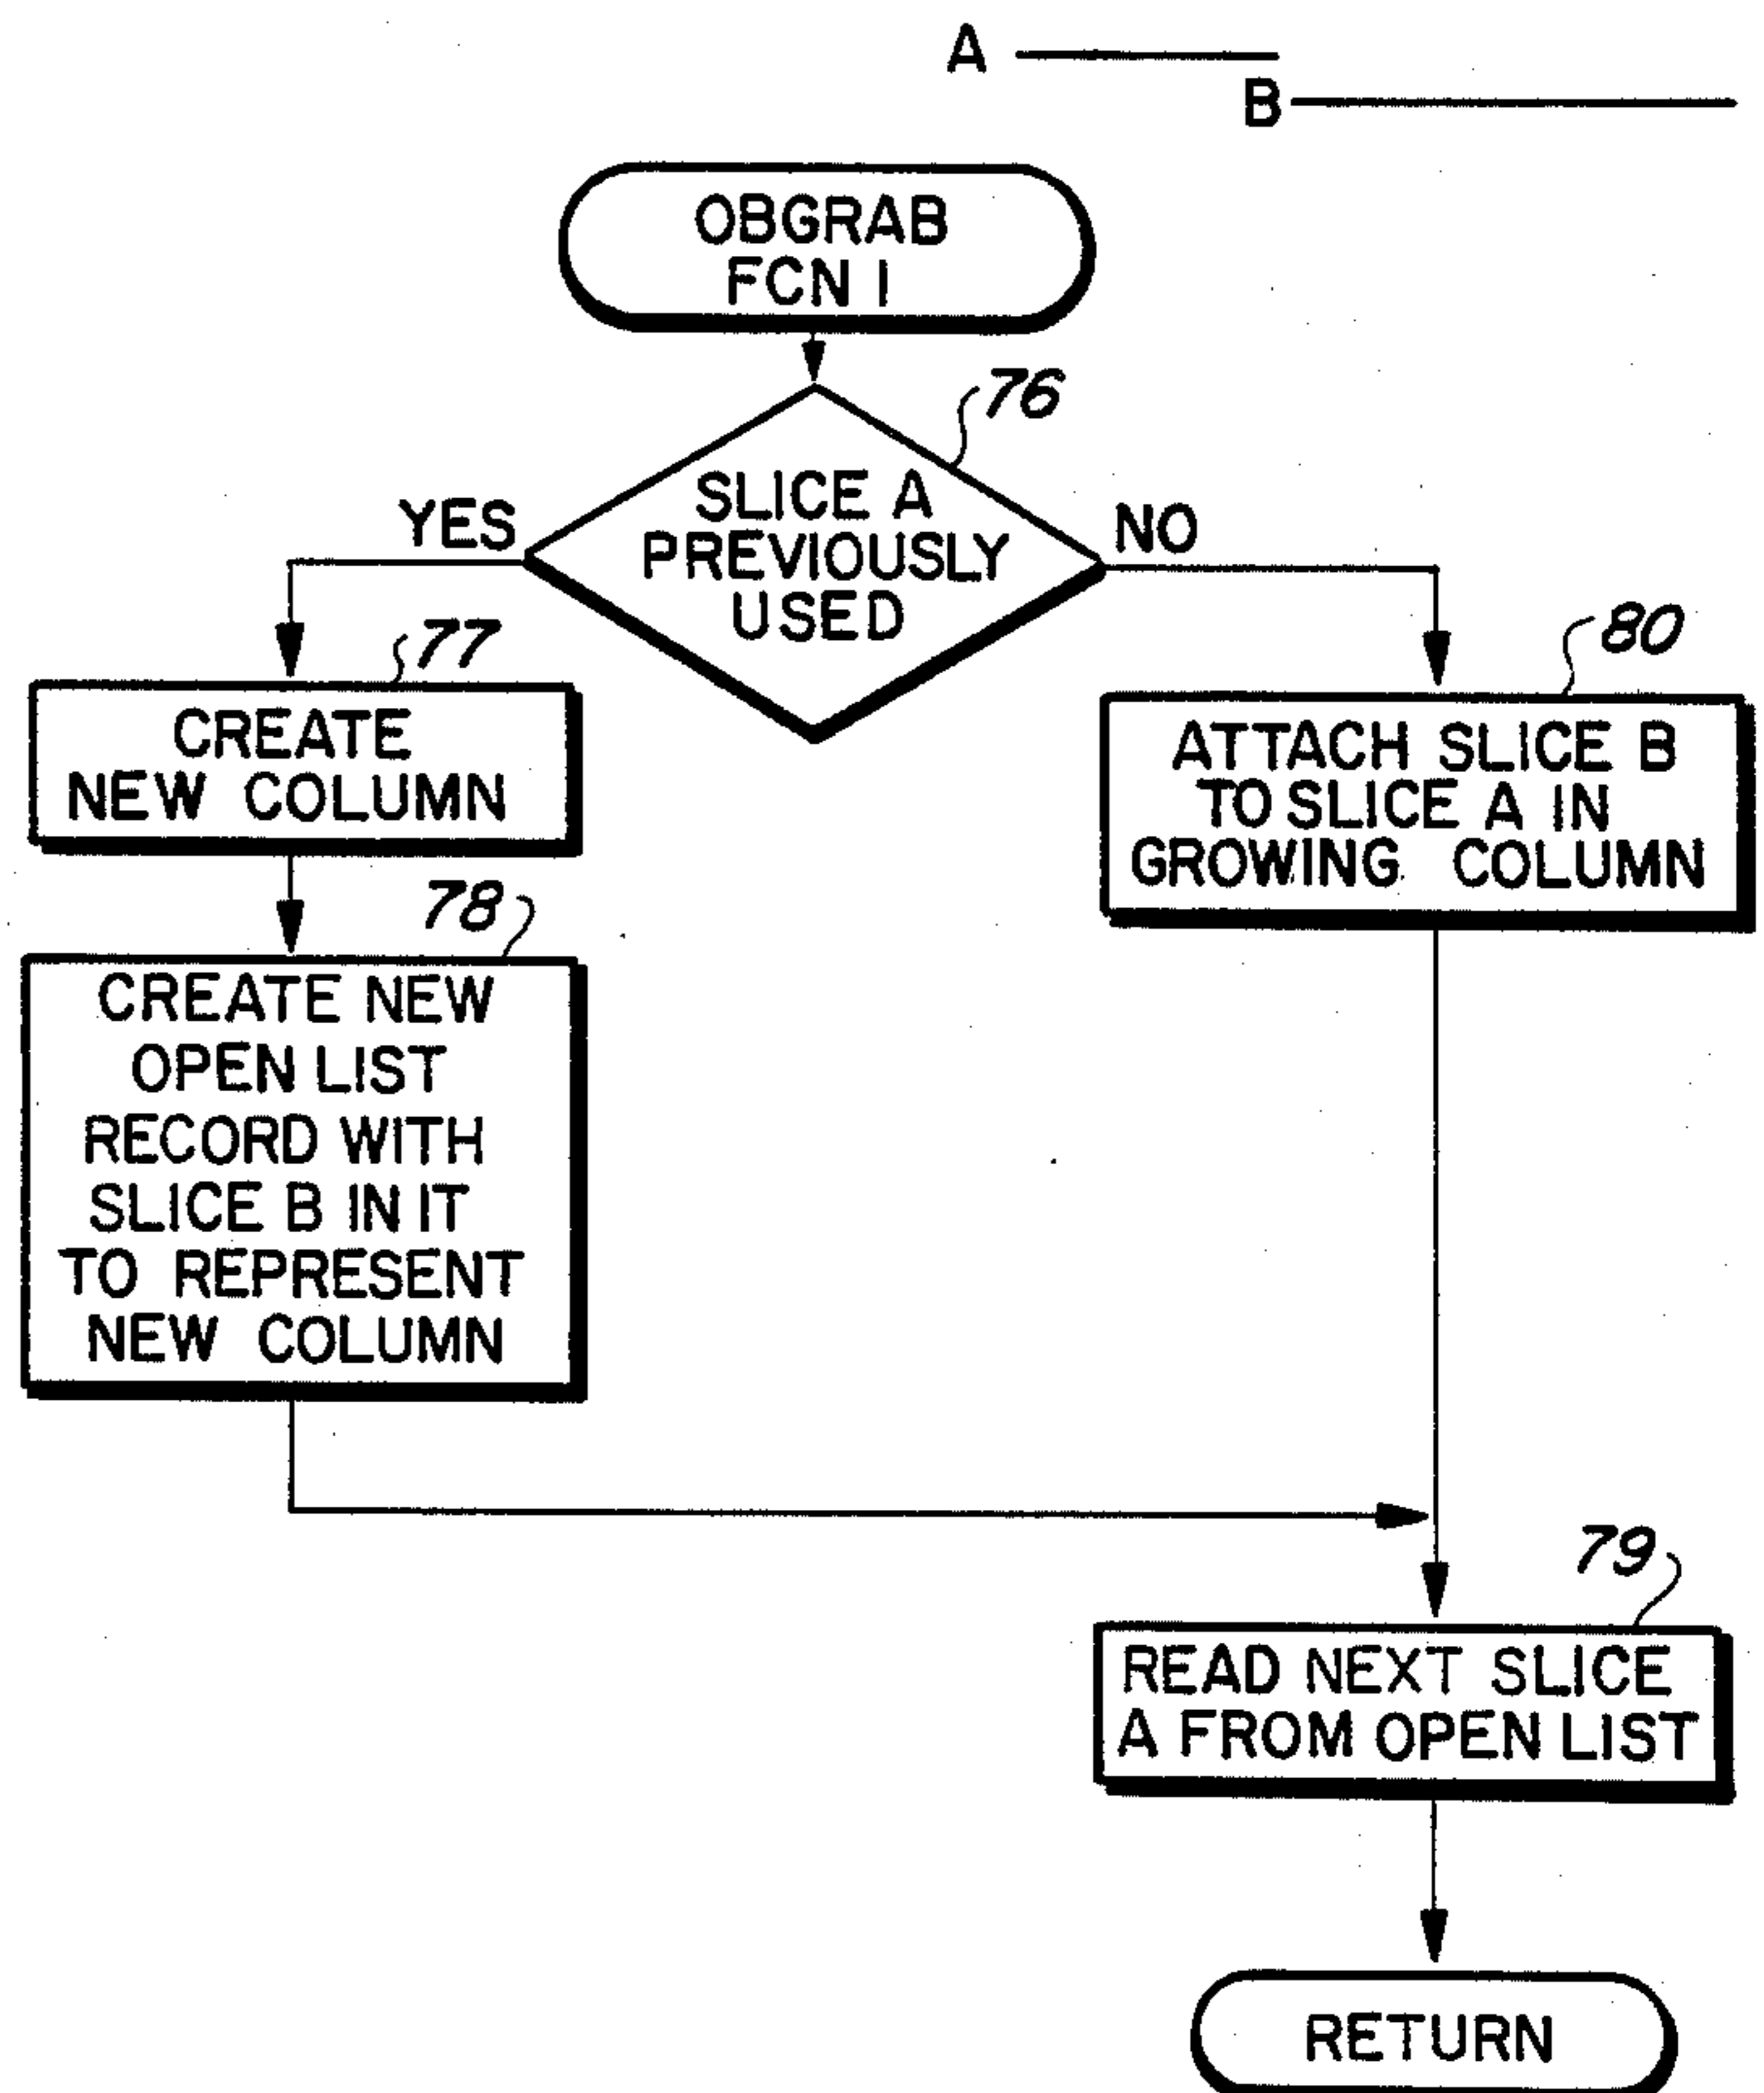 A
B
OBGRAB
FCN 1
76
SLICE A
PREVIOUSLY
USED
YES
NO
77
CREATE
NEW COLUMN
80
ATTACH SLICE B
TO SLICE A IN
GROWING COLUMN
78
CREATE NEW
OPEN LIST
RECORD WITH
SLICE B IN IT
TO REPRESENT
NEW COLUMN
79
READ NEXT SLICE
A FROM OPEN LIST
RETURN